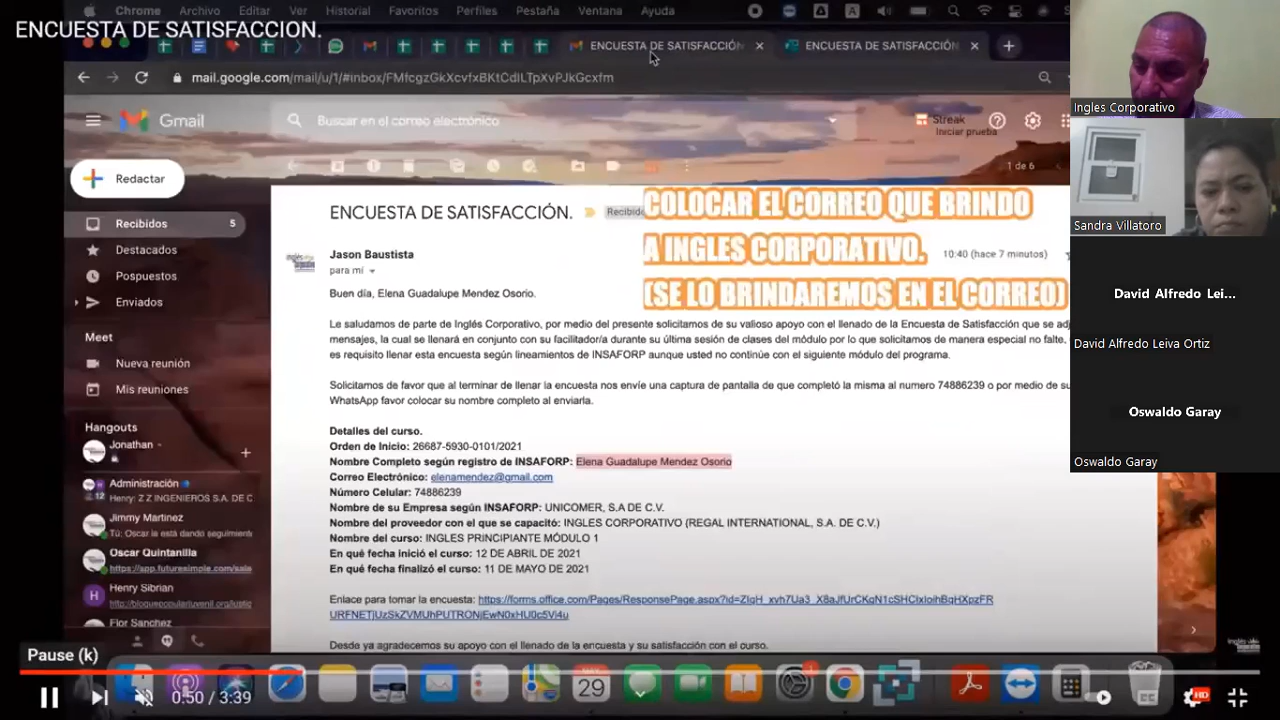 Chrome Archivo Editar Ver Historial Favoritos Perfiles Pestaña Ventana Ayuda
ENCUESTA DE SATISFACCION.
ENCUESTA DE SATISFACCIÓN
ENCUESTA DE SATISFACCIÓN
mail.google.com/mail/u/1/#inbox/FMfcgzGkXcvfxBKtCdlLTpXvPJkGcxfm
Gmail
Buscar en el correo electrónico
Streak
Iniciar prueba
Redactar
1 de 6
Recibidos 5
Destacados
Pospuestos
Enviados
Meet
Nueva reunión
Mis reuniones
Hangouts
Jonathan
Administración
12 Henry: Z Z INGENIEROS S.A. DE C
Jimmy Martinez
Tú: Oscar la está dando seguimiento
Oscar Quintanilla
https://app.futuresimple.com/sale
H Henry Sibrian
http://bloquepopularjuvenil.org/justic
Flor Sanchez
ENCUESTA DE SATISFACCIÓN.
COLOCAR EL CORREO QUE BRINDO
A INGLES CORPORATIVO.
(SE LO BRINDAREMOS EN EL CORREO)
Jason Bautista
10:40 (hace 7 minutos)
para mí
Buen día, Elena Guadalupe Mendez Osorio.
Le saludamos de parte de Inglés Corporativo, por medio del presente solicitamos de su valioso apoyo con el llenado de la Encuesta de Satisfacción que se adj
mensajes, la cual se llenará en conjunto con su facilitador/a durante su última sesión de clases del módulo por lo que solicitamos de manera especial no falte.
es requisito llenar esta encuesta según lineamientos de INSAFORP aunque usted no continúe con el siguiente módulo del programa.
Solicitamos de favor que al terminar de llenar la encuesta nos envíe una captura de pantalla de que completó la misma al numero 74886239 o por medio de su
WhatsApp favor colocar su nombre completo al enviarla.
Detalles del curso.
Orden de Inicio: 26687-5930-0101/2021
Nombre Completo según registro de INSAFORP: Elena Guadalupe Mendez Osorio
Correo Electrónico: elenamendez@gmail.com
Número Celular: 74886239
Nombre de su Empresa según INSAFORP: UNICOMER, S.A DE C.V.
Nombre del proveedor con el que se capacitó: INGLES CORPORATIVO (REGAL INTERNATIONAL, S.A. DE C.V.)
Nombre del curso: INGLES PRINCIPIANTE MÓDULO 1
En qué fecha inició el curso: 12 DE ABRIL DE 2021
En qué fecha finalizó el curso: 11 DE MAYO DE 2021
Enlace para tomar la encuesta:
Desde ya agradecemos su apoyo con el llenado de la encuesta y su satisfacción con el curso.
Ingles Corporativo
Sandra Villatoro
David Alfredo Lei...
David Alfredo Leiva Ortiz
Oswaldo Garay
Oswaldo Garay
Pause (k)
0:50 / 3:39
29
HD